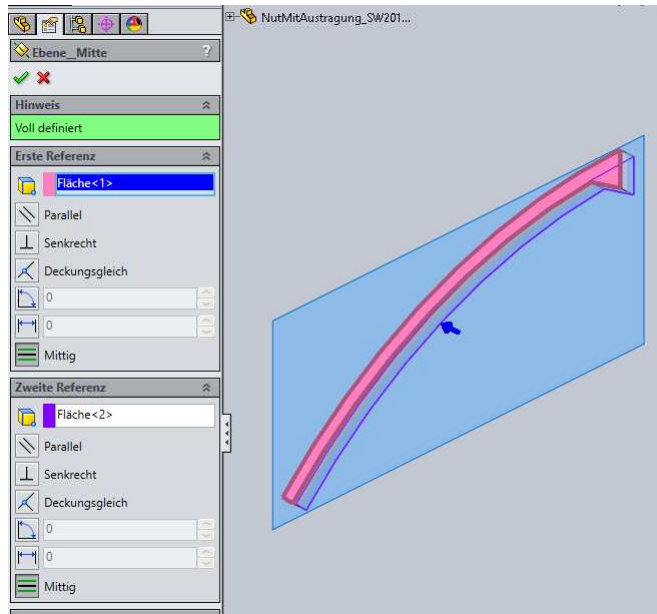 NutMitAustragung_SW201...
Ebene_Mitte
?
Hinweis
Voll definiert
Erste Referenz
Fläche<1>
Parallel
Senkrecht
Deckungsgleich
0
0
Mittig
Zweite Referenz
Fläche<2>
Parallel
Senkrecht
Deckungsgleich
0
0
Mittig